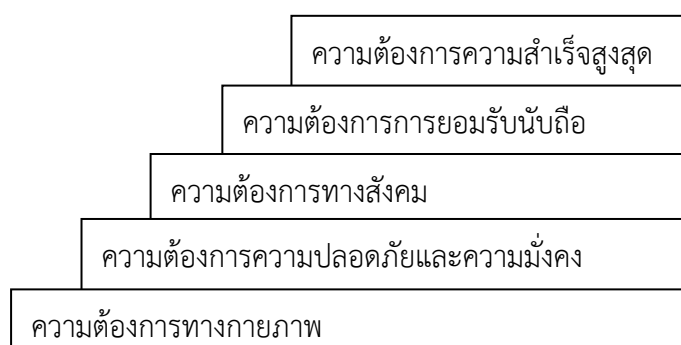 ความต้องการความสำเร็จสูงสุด
ความต้องการการยอมรับนับถือ
ความต้องการทางสังคม
ความต้องการความปลอดภัยและความมั่งคง
ความต้องการทางกายภาพ